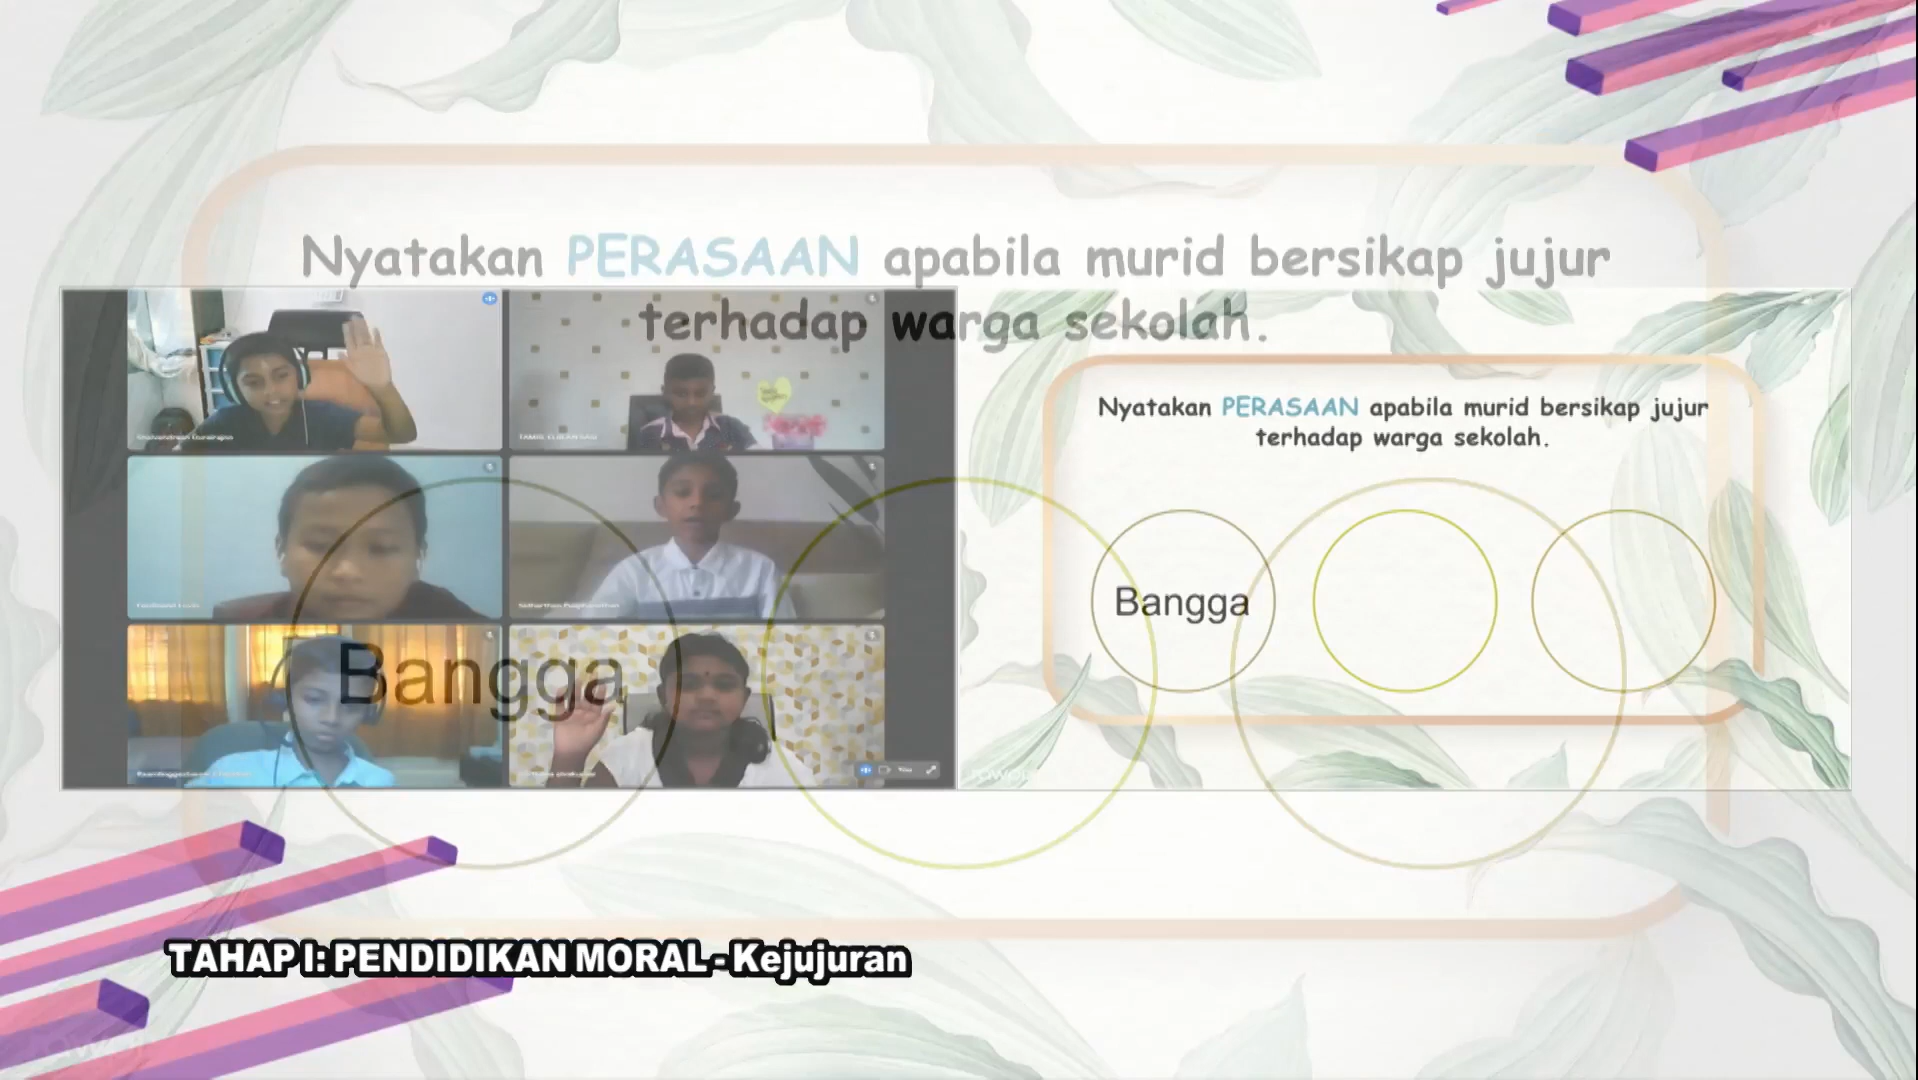 Nyatakan PERASAAN apabila murid bersikap jujur
terhadap warga sekolah.
Nyatakan PERASAAN apabila murid bersikap jujur
terhadap warga sekolah.
Bangga
Bangga
TAHAP I: PENDIDIKAN MORAL - Kejujuran